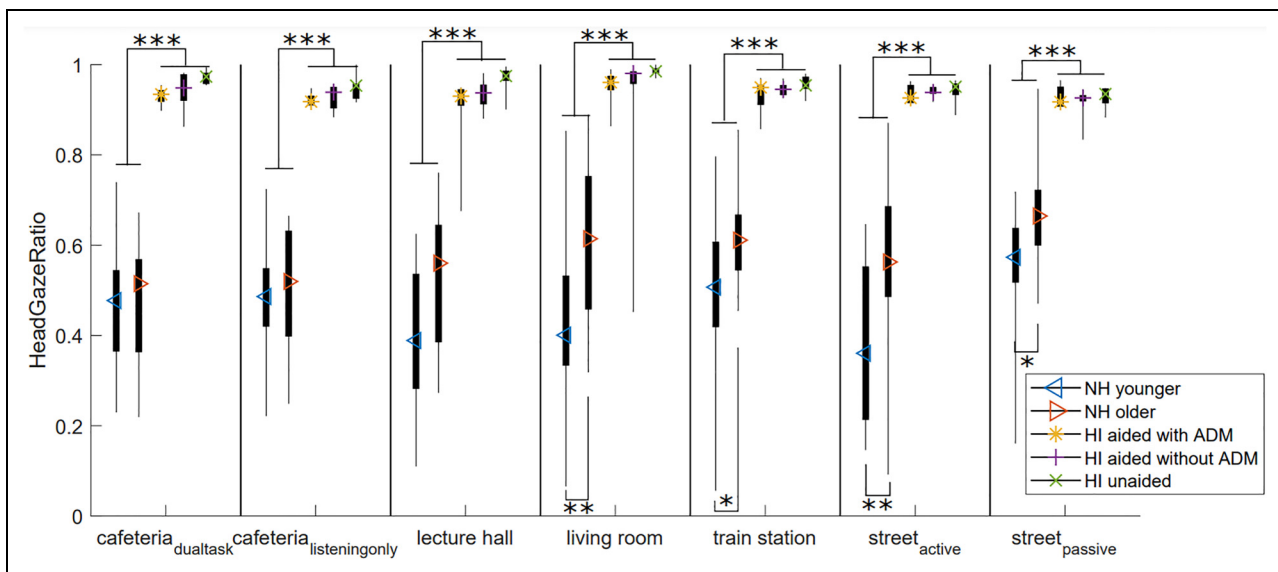 *** *** *** *** *** *** ***
1
0.8
0.6
0.4
0.2
0
HeadGazeRatio
** * ** *
NH younger
NH older
HI aided with ADM
HI aided without ADM
HI unaided
cafeteria dualtask cafeteria listeningonly lecture hall living room train station street active street passive